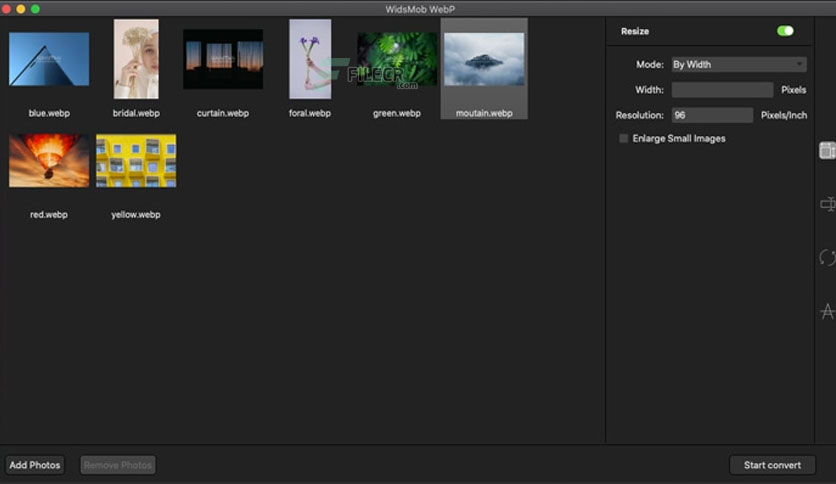 WidsMob WebP
FILECR
.com
blue.webp
bridal.webp
curtain.webp
foral.webp
green.webp
moutain.webp
red.webp
yellow.webp
Resize
Mode: By Width
Width: Pixels
Resolution: 96 Pixels/Inch
Enlarge Small Images
Add Photos
Remove Photos
Start convert